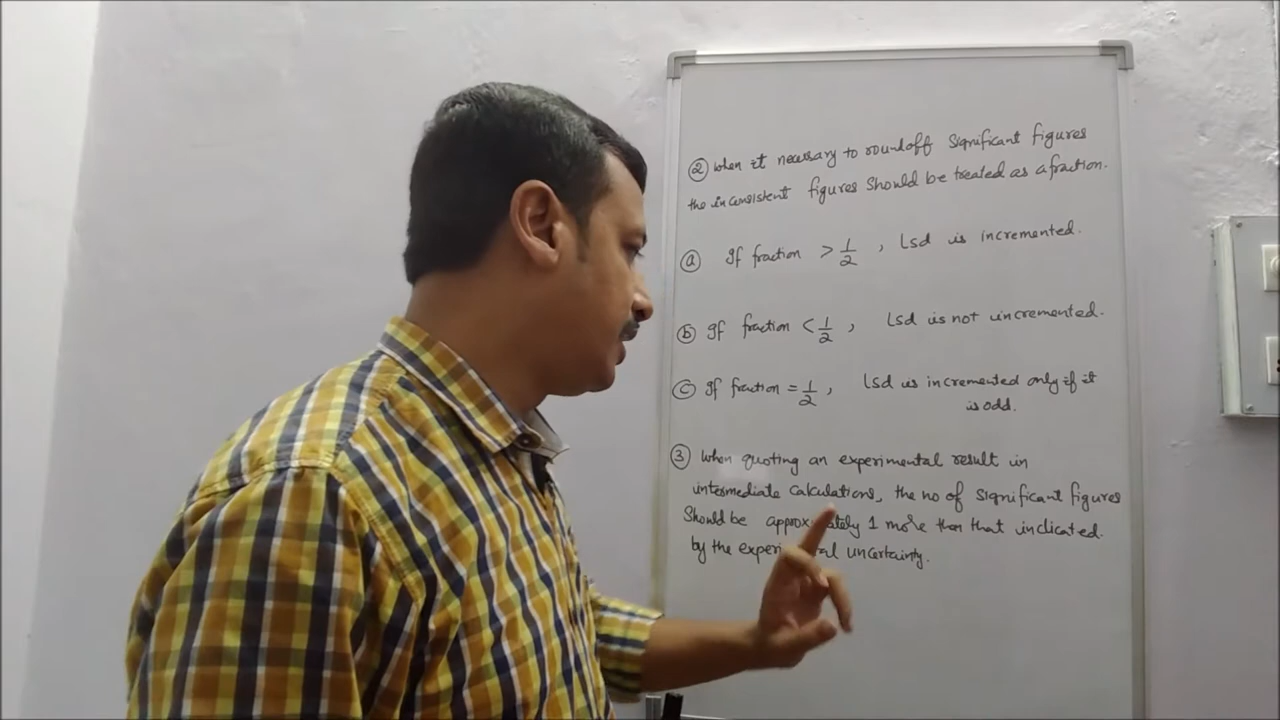 ② When it necessary to roundoff significant figures
the inconsistent figures should be treated as a fraction.
ⓐ If fraction > 1/2 , lsd is incremented.
ⓑ If fraction < 1/2 , lsd is not incremented.
ⓒ If fraction = 1/2 , lsd is incremented only if it
is odd.
③ When quoting an experimental result in
intermediate calculations, the no of significant figures
should be approximately 1 more than that indicated.
by the experimental uncertainty.